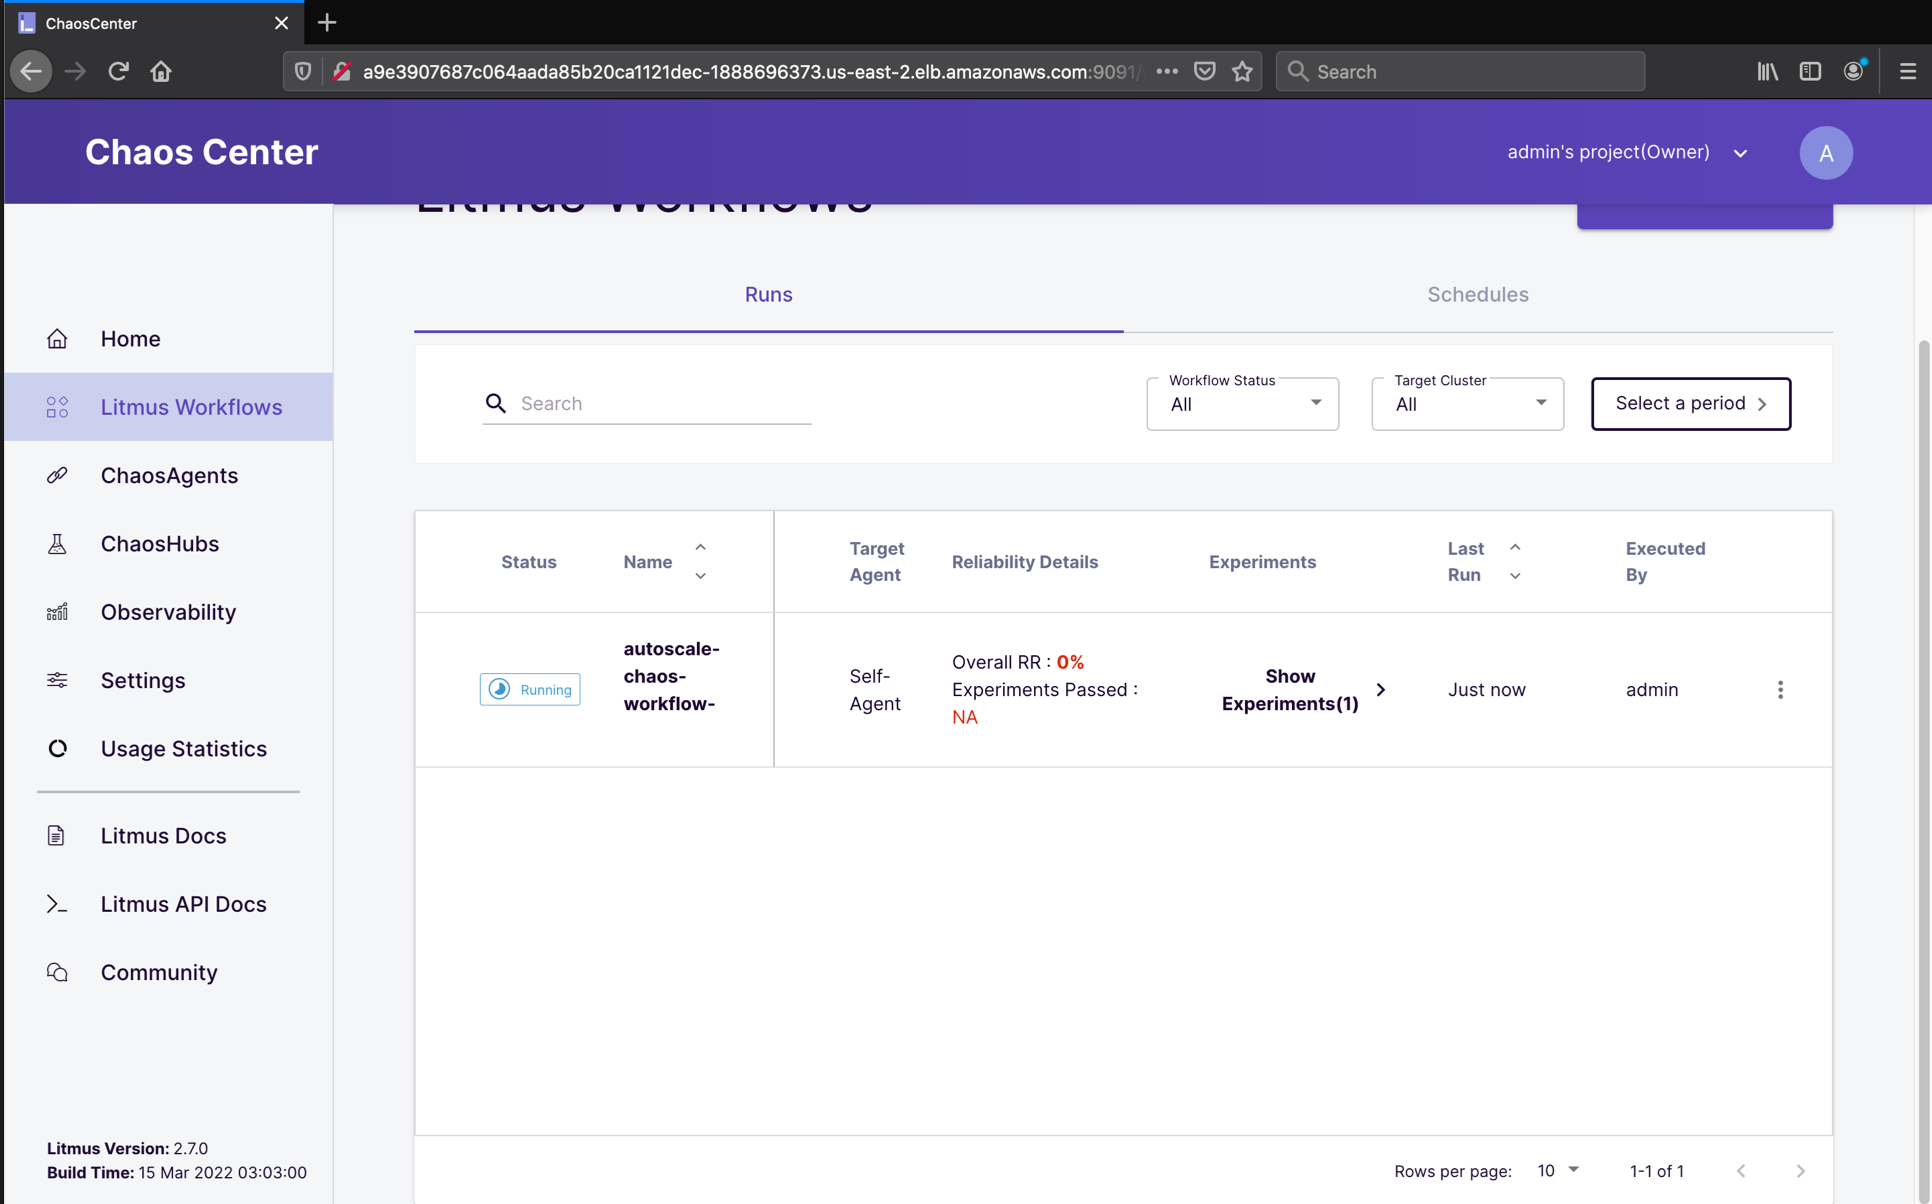 ChaosCenter
a9e3907687c064aada85b20ca1121dec-1888696373.us-east-2.elb.amazonaws.com:9091/
Search
Chaos Center
admin's project(Owner)
A
Litmus Workflows
Runs
Schedules
Home
Litmus Workflows
ChaosAgents
ChaosHubs
Observability
Settings
Usage Statistics
Litmus Docs
Litmus API Docs
Community
Litmus Version: 2.7.0
Build Time: 15 Mar 2022 03:03:00
Search
Workflow Status
All
Target Cluster
All
Select a period
Status
Name
Target
Agent
Reliability Details
Experiments
Last
Run
Executed
By
Running
autoscale-
chaos-
workflow-
Self-
Agent
Overall RR : 0%
Experiments Passed :
NA
Show
Experiments(1)
Just now
admin
Rows per page: 10
1-1 of 1